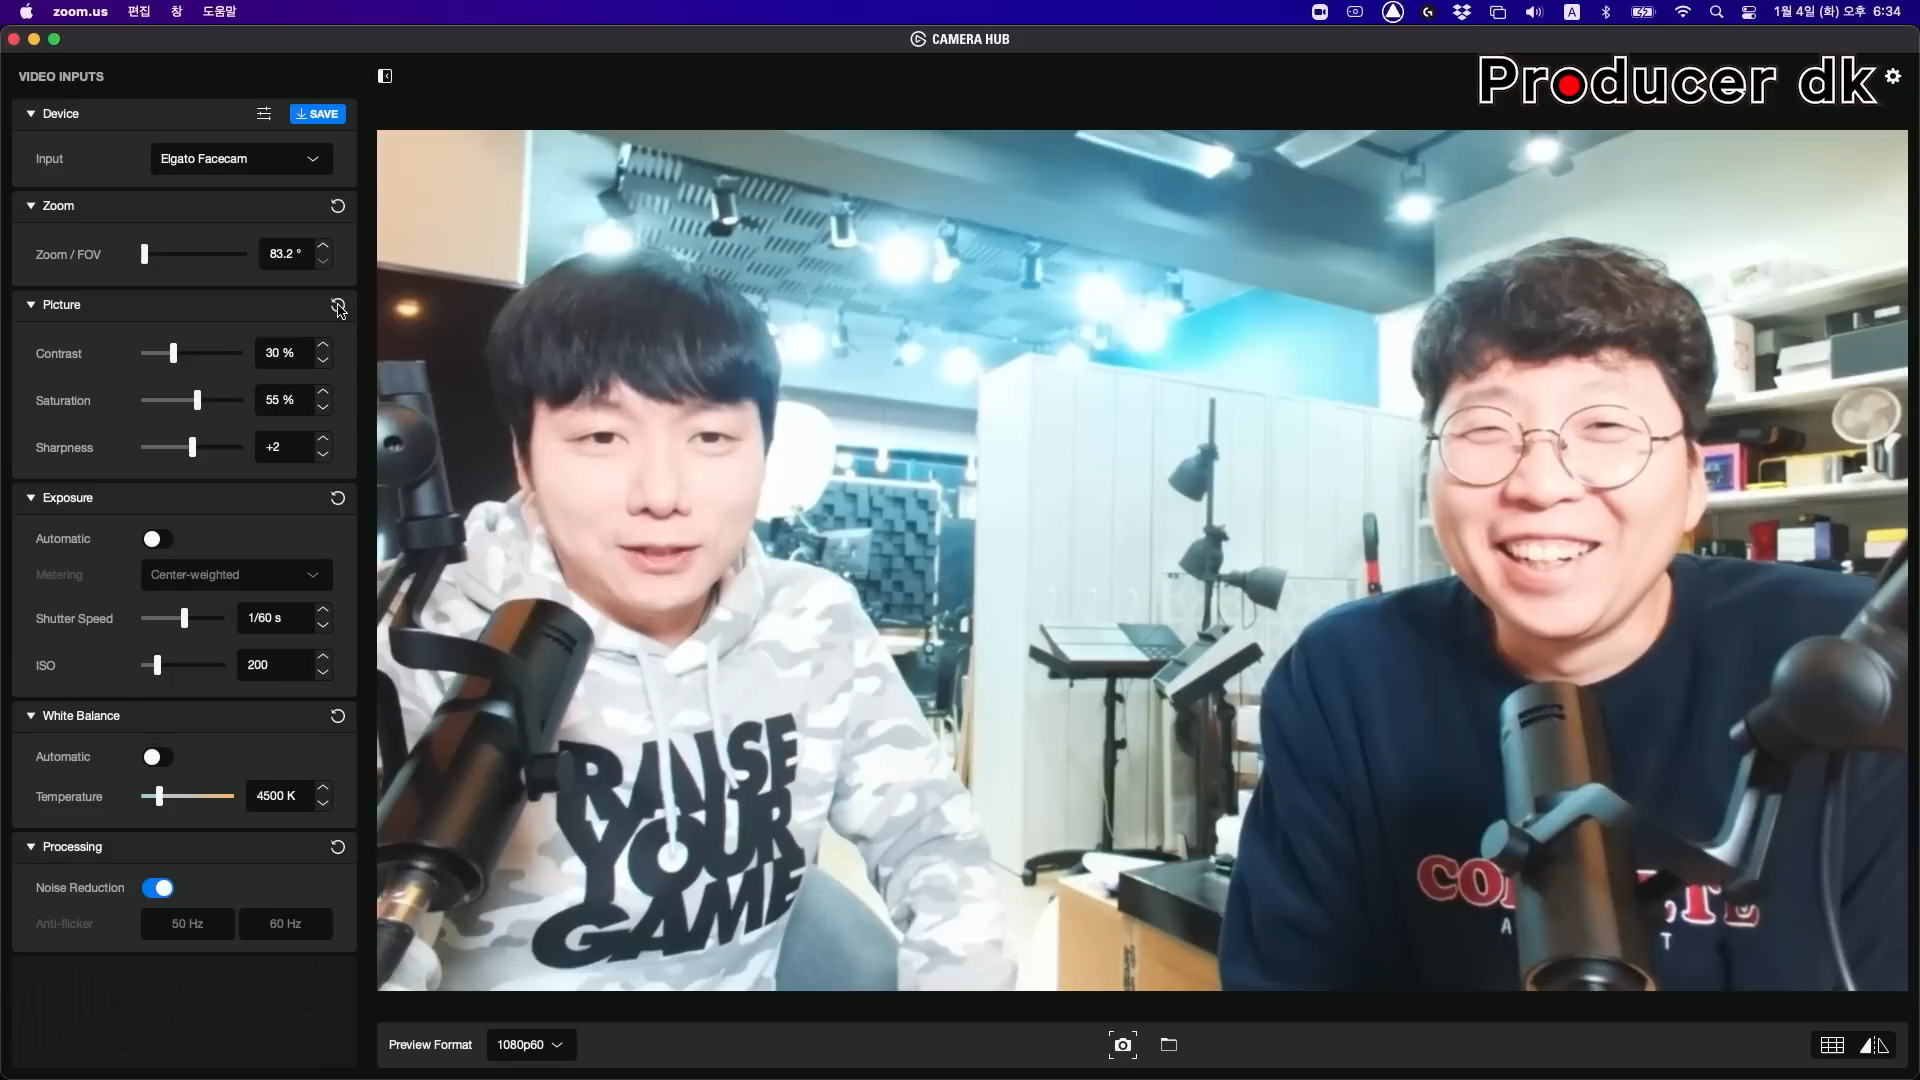 zoom.us 편집 창 도움말
A
1월 4일 (화) 오후 6:34
CAMERA HUB
VIDEO INPUTS
Producer dk
Device
SAVE
Input
Elgato Facecam
Zoom
Zoom / FOV
83.2 °
Picture
Contrast
30 %
Saturation
55 %
Sharpness
+2
Exposure
Automatic
Metering
Center-weighted
Shutter Speed
1/60 s
ISO
200
White Balance
Automatic
Temperature
4500 K
Processing
Noise Reduction
Anti-flicker
50 Hz
60 Hz
RAISE
YOUR
GAME
Preview Format
1080p60